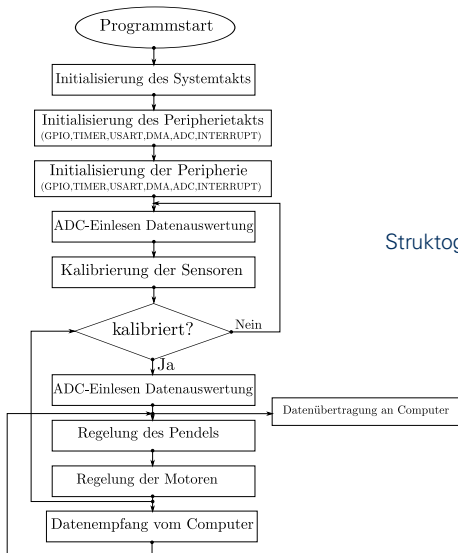 Programmstart
Initialisierung des Systemtakts
Initialisierung des Peripherietakts
(GPIO,TIMER,USART,DMA,ADC,INTERRUPT)
Initialisierung der Peripherie
(GPIO,TIMER,USART,DMA,ADC,INTERRUPT)
ADC-Einlesen Datenauswertung
Kalibrierung der Sensoren
kalibriert?
Nein
Ja
ADC-Einlesen Datenauswertung
Datenübertragung an Computer
Regelung des Pendels
Regelung der Motoren
Datenempfang vom Computer